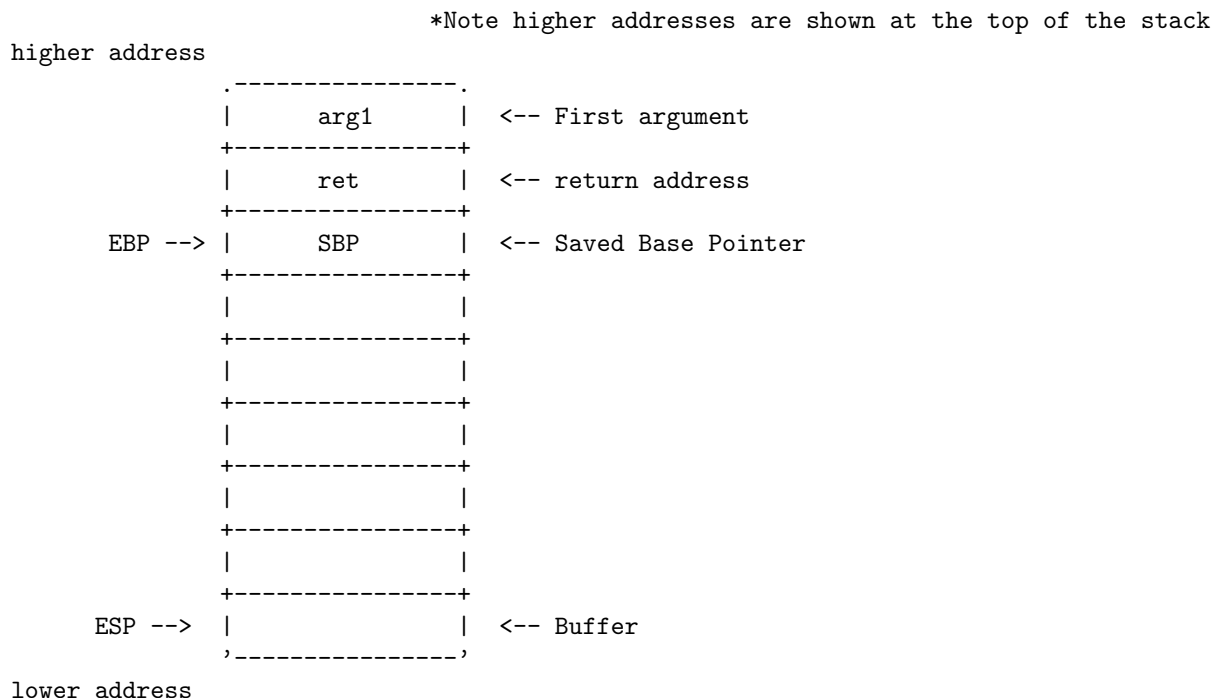 *Note higher addresses are shown at the top of the stack
higher address
.----------------.
| arg1 | <-- First argument
+----------------+
| ret | <-- return address
+----------------+
EBP --> | SBP | <-- Saved Base Pointer
+----------------+
| |
+----------------+
| |
+----------------+
| |
+----------------+
| |
+----------------+
| |
+----------------+
ESP --> | | <-- Buffer
’________________’
lower address